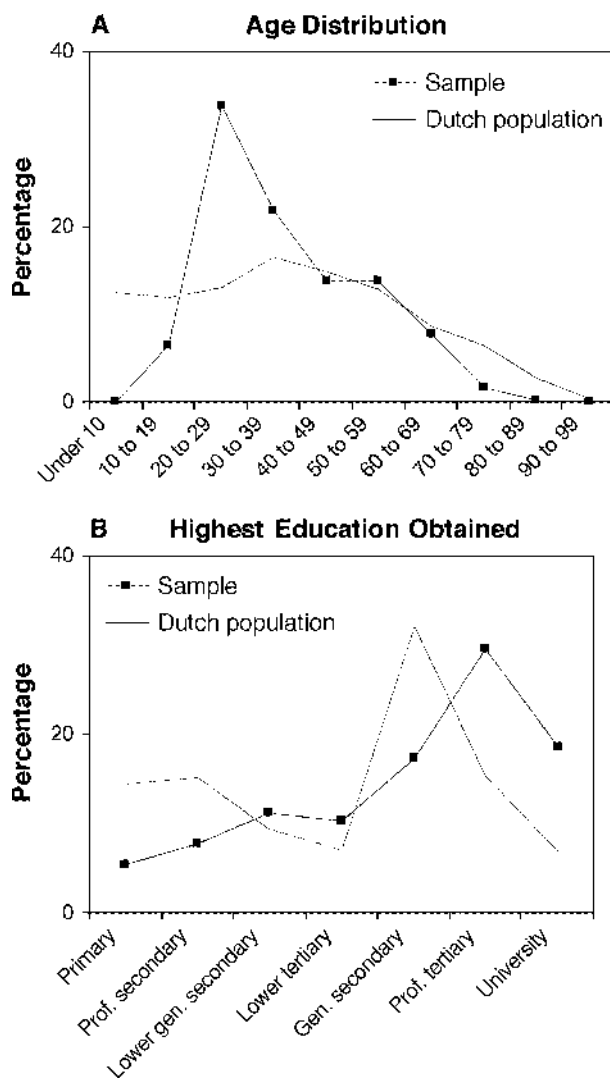 A Age Distribution
40
Sample
Dutch population
Percentage
20
0
Under 10
10 to 19
20 to 29
30 to 39
40 to 49
50 to 59
60 to 69
70 to 79
80 to 89
90 to 99
B Highest Education Obtained
40
Sample
Dutch population
Percentage
20
0
Primary
Prof. secondary
Lower gen. secondary
Lower tertiary
Gen. secondary
Prof. tertiary
University